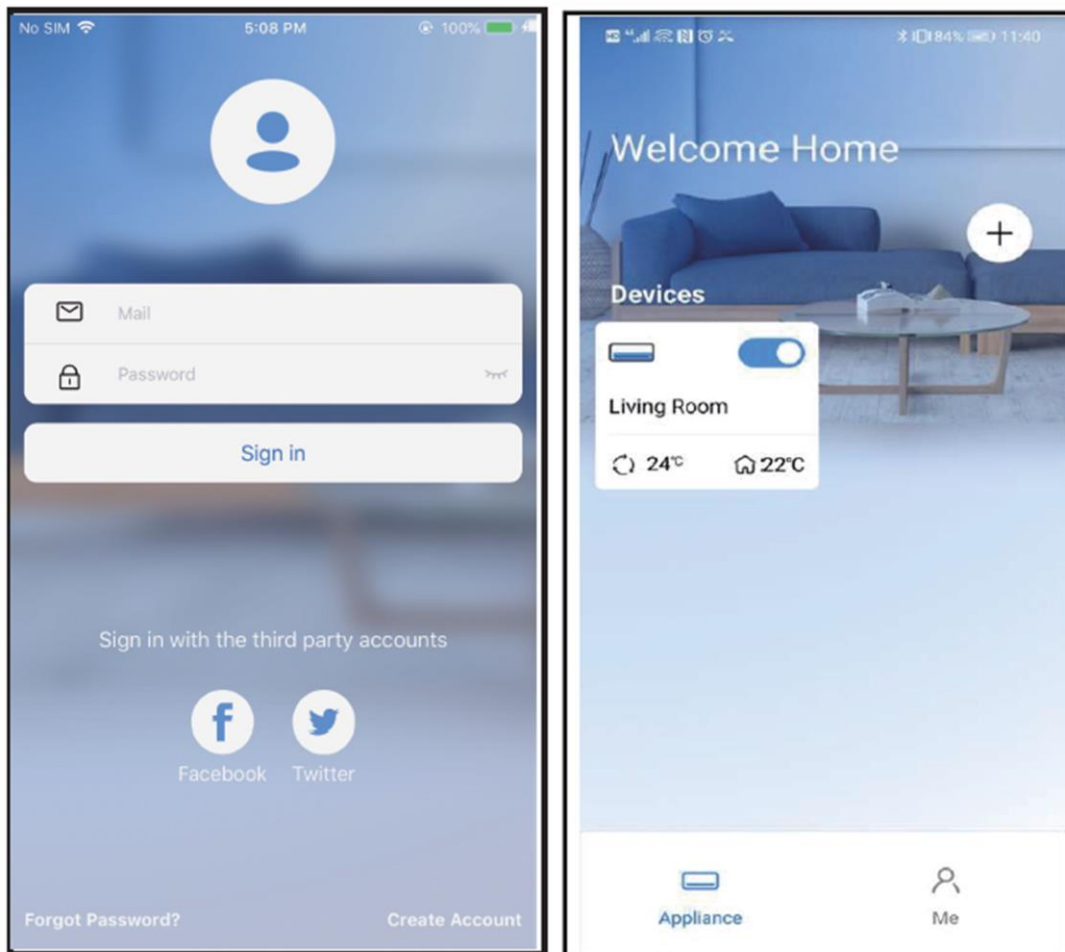 No SIM 5:08 PM 100%
Mail
Password
Sign in
Sign in with the third party accounts
f
Facebook Twitter
Forgot Password? Create Account
HD 84% 11:40
Welcome Home
+
Devices
Living Room
24°C 22°C
Appliance Me